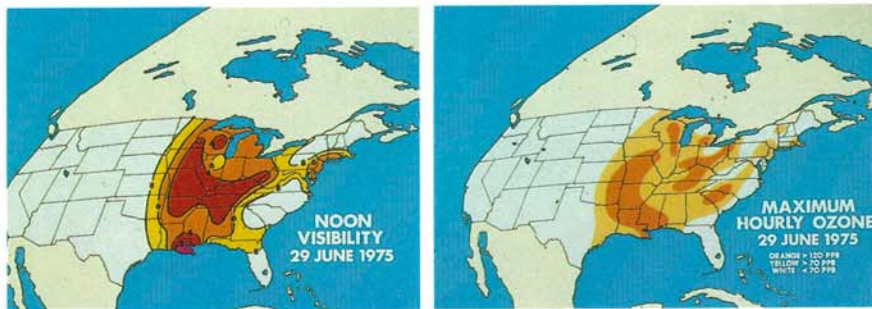 NOON
VISIBILITY
29 JUNE 1975
MAXIMUM
HOURLY OZONE
29 JUNE 1975
ORANGE > 120 PPB
YELLOW > 70 PPB
WHITE < 70 PPB